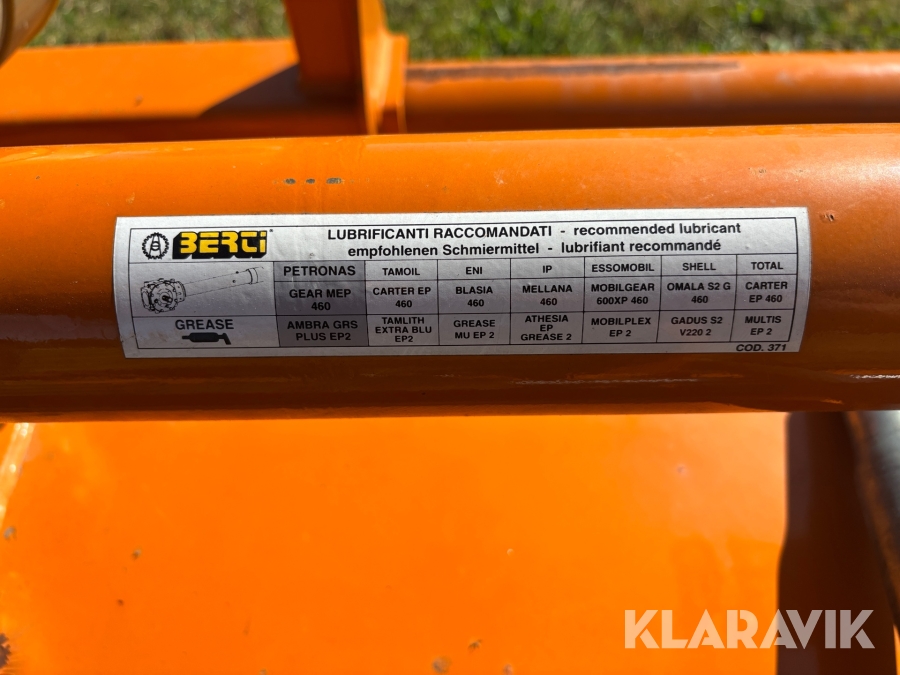 BERTI®
LUBRIFICANTI RACCOMANDATI - recommended lubricant
empfohlenen Schmiermittel - lubrifiant recommandé
PETRONAS TAMOIL ENI IP ESSOMOBIL SHELL TOTAL
GEAR MEP 460 CARTER EP 460 BLASIA 460 MELLANA 460 MOBILGEAR 600XP 460 OMALA S2 G 460 CARTER EP 460
GREASE AMBRA GRS PLUS EP2 TAMLITH EXTRA BLU EP2 GREASE MU EP 2 ATHESIA EP GREASE 2 MOBILPLEX EP 2 GADUS S2 V220 2 MULTIS EP 2
COD. 371
KLARAVIK